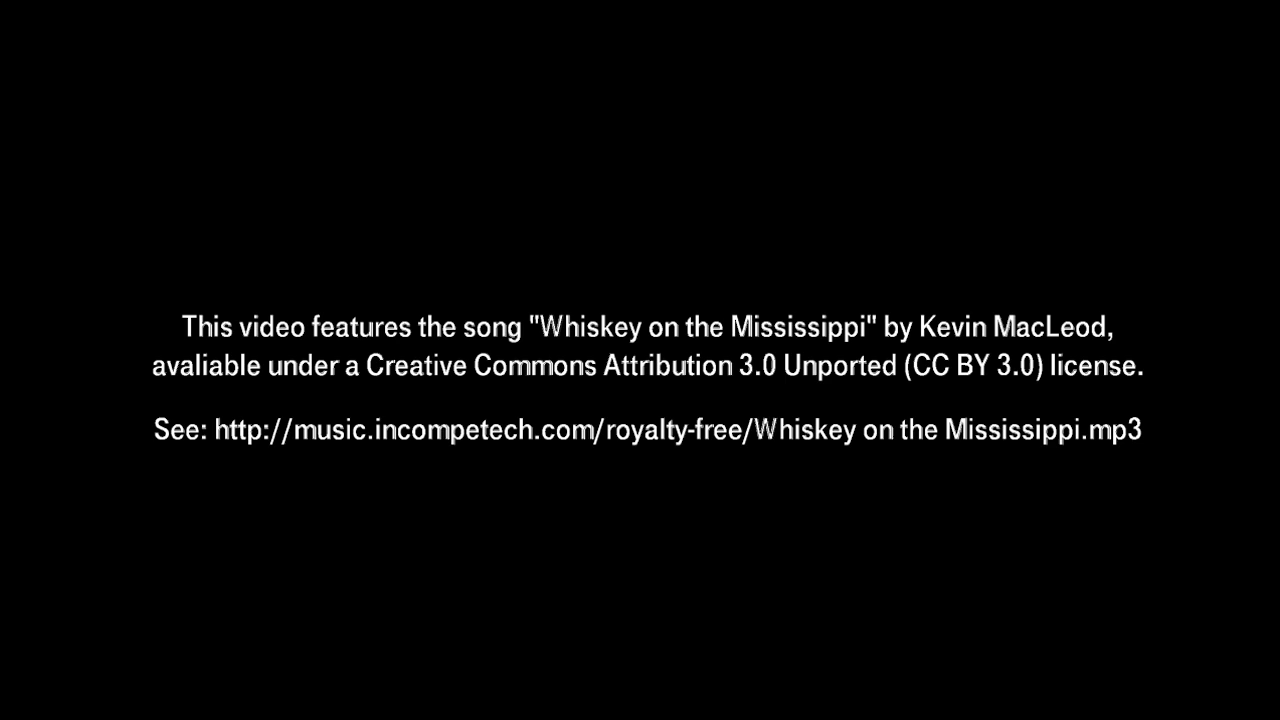 This video features the song "Whiskey on the Mississippi" by Kevin MacLeod,
avaliable under a Creative Commons Attribution 3.0 Unported (CC BY 3.0) license.
See: http://music.incompetech.com/royalty-free/Whiskey on the Mississippi.mp3